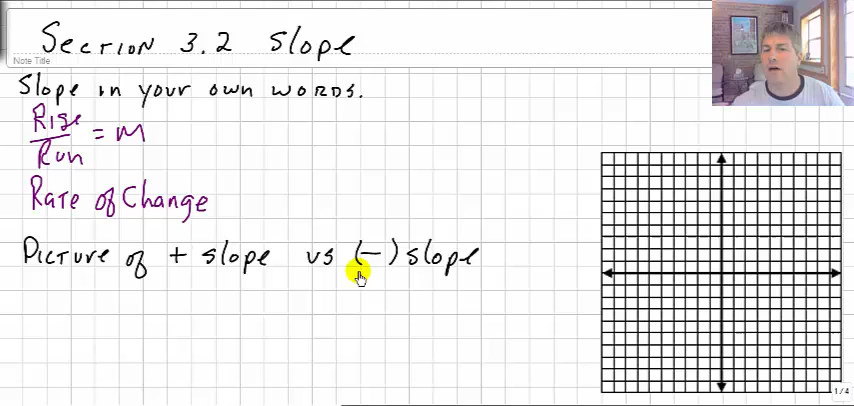 Section 3.2 Slope
Note Title
Slope in your own words.
Rise
Run = m
Rate of Change
Picture of + slope vs (-) slope
1/4